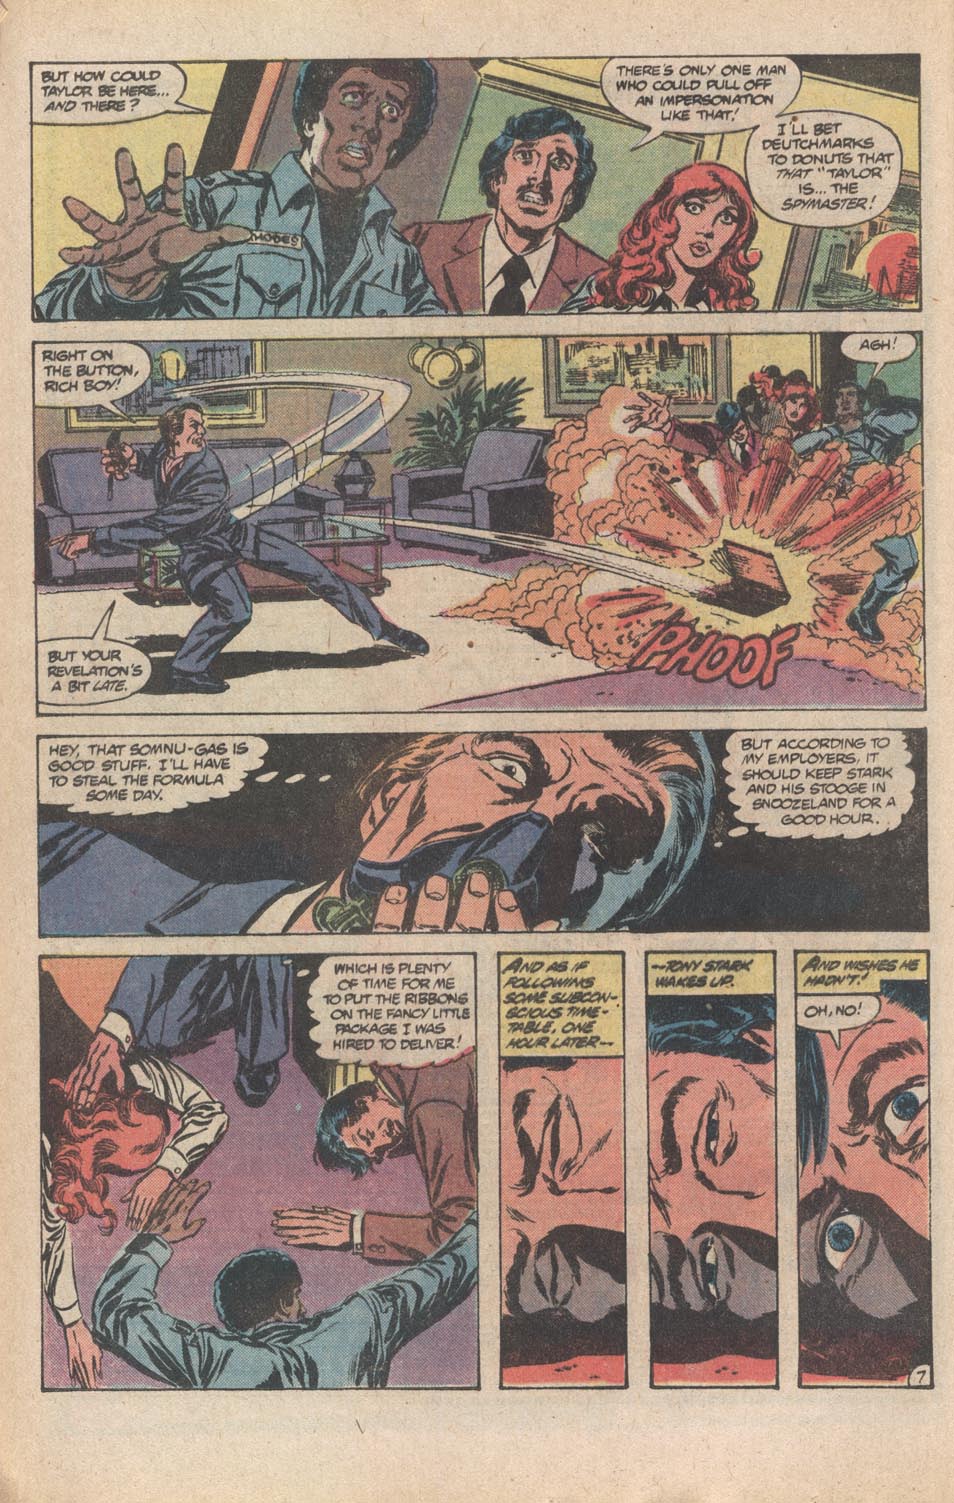 BUT HOW COULD
TAYLOR BE HERE...
AND THERE?
THERE'S ONLY ONE MAN
WHO COULD PULL OFF
AN IMPERSONATION
LIKE THAT!
I'LL BET
DEUTCHMARKS
TO DONUTS THAT
THAT "TAYLOR"
IS... THE
SPYMASTER!
RHODES
RIGHT ON
THE BUTTON,
RICH BOY!
AGH!
BUT YOUR
REVELATION'S
A BIT LATE.
PHOOF
HEY, THAT SOMNU-GAS IS
GOOD STUFF. I'LL HAVE
TO STEAL THE FORMULA
SOME DAY.
BUT ACCORDING TO
MY EMPLOYERS, IT
SHOULD KEEP STARK
AND HIS STOOGE IN
SNOOZELAND FOR A
GOOD HOUR.
WHICH IS PLENTY
OF TIME FOR ME
TO PUT THE RIBBONS
ON THE FANCY LITTLE
PACKAGE I WAS
HIRED TO DELIVER!
AND AS IF
FOLLOWING
SOME SUBCON-
SCIOUS TIME-
TABLE, ONE
HOUR LATER--
--TONY STARK
WAKES UP.
AND WISHES HE
HADN'T!
OH, NO!
7